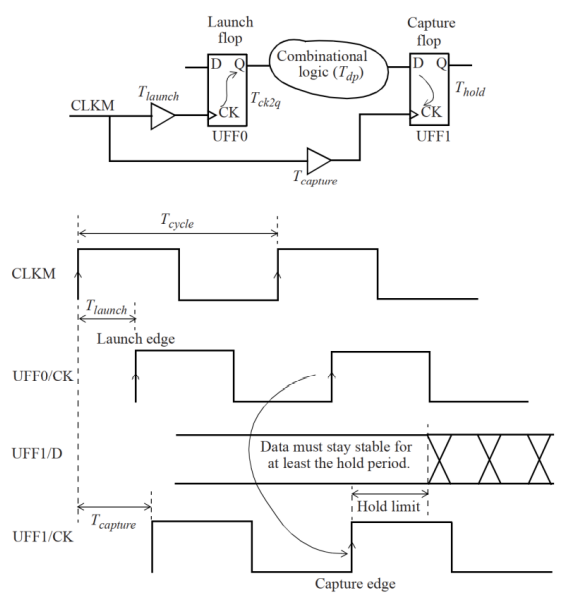 Launch
flop
Capture
flop
D Q
Combinational
logic (Tdp)
D Q
Tlaunch
Tck2q
Thold
CLKM
CK
CK
UFF0
UFF1
Tcapture
Tcycle
CLKM
Tlaunch
Launch edge
UFF0/CK
UFF1/D
Data must stay stable for
at least the hold period.
Hold limit
Tcapture
UFF1/CK
Capture edge